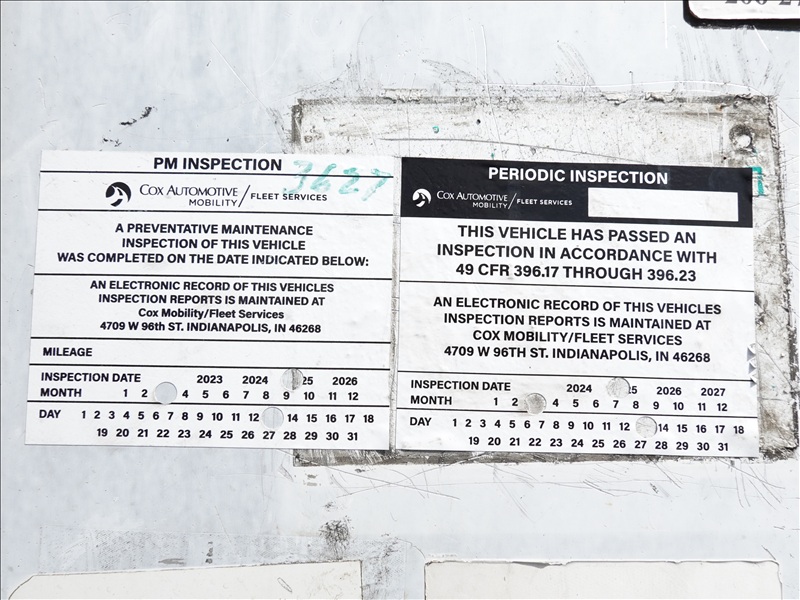 PM INSPECTION
3627
COX AUTOMOTIVE
MOBILITY / FLEET SERVICES
A PREVENTATIVE MAINTENANCE
INSPECTION OF THIS VEHICLE
WAS COMPLETED ON THE DATE INDICATED BELOW:
AN ELECTRONIC RECORD OF THIS VEHICLES
INSPECTION REPORTS IS MAINTAINED AT
Cox Mobility/Fleet Services
4709 W 96th ST. INDIANAPOLIS, IN 46268
MILEAGE
INSPECTION DATE 2023 2024 25 2026
MONTH 1 2 4 5 6 7 8 9 10 11 12
DAY 1 2 3 4 5 6 7 8 9 10 11 12 14 15 16 17 18
19 20 21 22 23 24 25 26 27 28 29 30 31
PERIODIC INSPECTION
COX AUTOMOTIVE
MOBILITY / FLEET SERVICES
THIS VEHICLE HAS PASSED AN
INSPECTION IN ACCORDANCE WITH
49 CFR 396.17 THROUGH 396.23
AN ELECTRONIC RECORD OF THIS VEHICLES
INSPECTION REPORTS IS MAINTAINED AT
COX MOBILITY/FLEET SERVICES
4709 W 96TH ST. INDIANAPOLIS, IN 46268
INSPECTION DATE 2024 25 2026 2027
MONTH 1 2 4 5 6 7 8 9 10 11 12
DAY 1 2 3 4 5 6 7 8 9 10 11 12 14 15 16 17 18
19 20 21 22 23 24 25 26 27 28 29 30 31